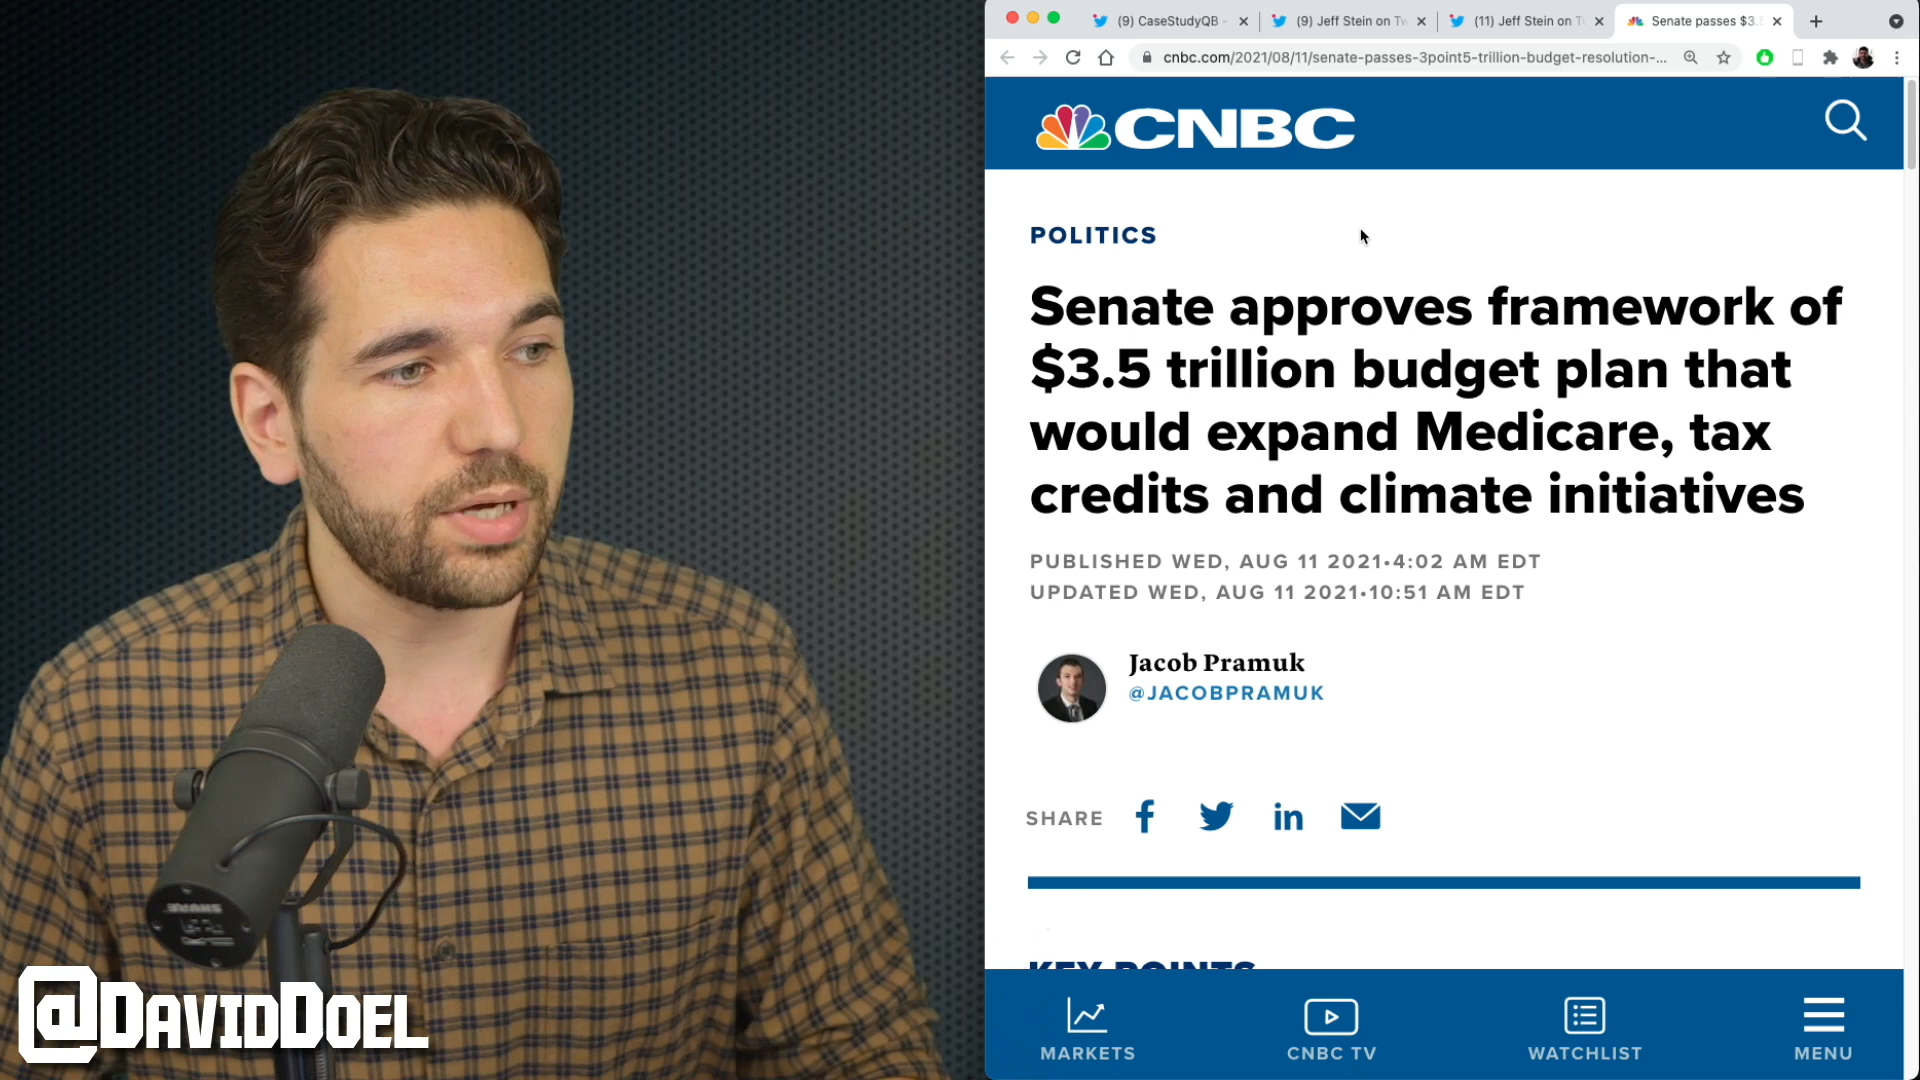 (9) CaseStudyQB -
(9) Jeff Stein on Tw
(11) Jeff Stein on T
Senate passes $3.
cnbc.com/2021/08/11/senate-passes-3point5-trillion-budget-resolution-...
CNBC
POLITICS
Senate approves framework of
$3.5 trillion budget plan that
would expand Medicare, tax
credits and climate initiatives
PUBLISHED WED, AUG 11 2021•4:02 AM EDT
UPDATED WED, AUG 11 2021•10:51 AM EDT
Jacob Pramuk
@JACOBPRAMUK
SHARE
KEY POINTS
MARKETS
CNBC TV
WATCHLIST
MENU
@DAVIDDOEL